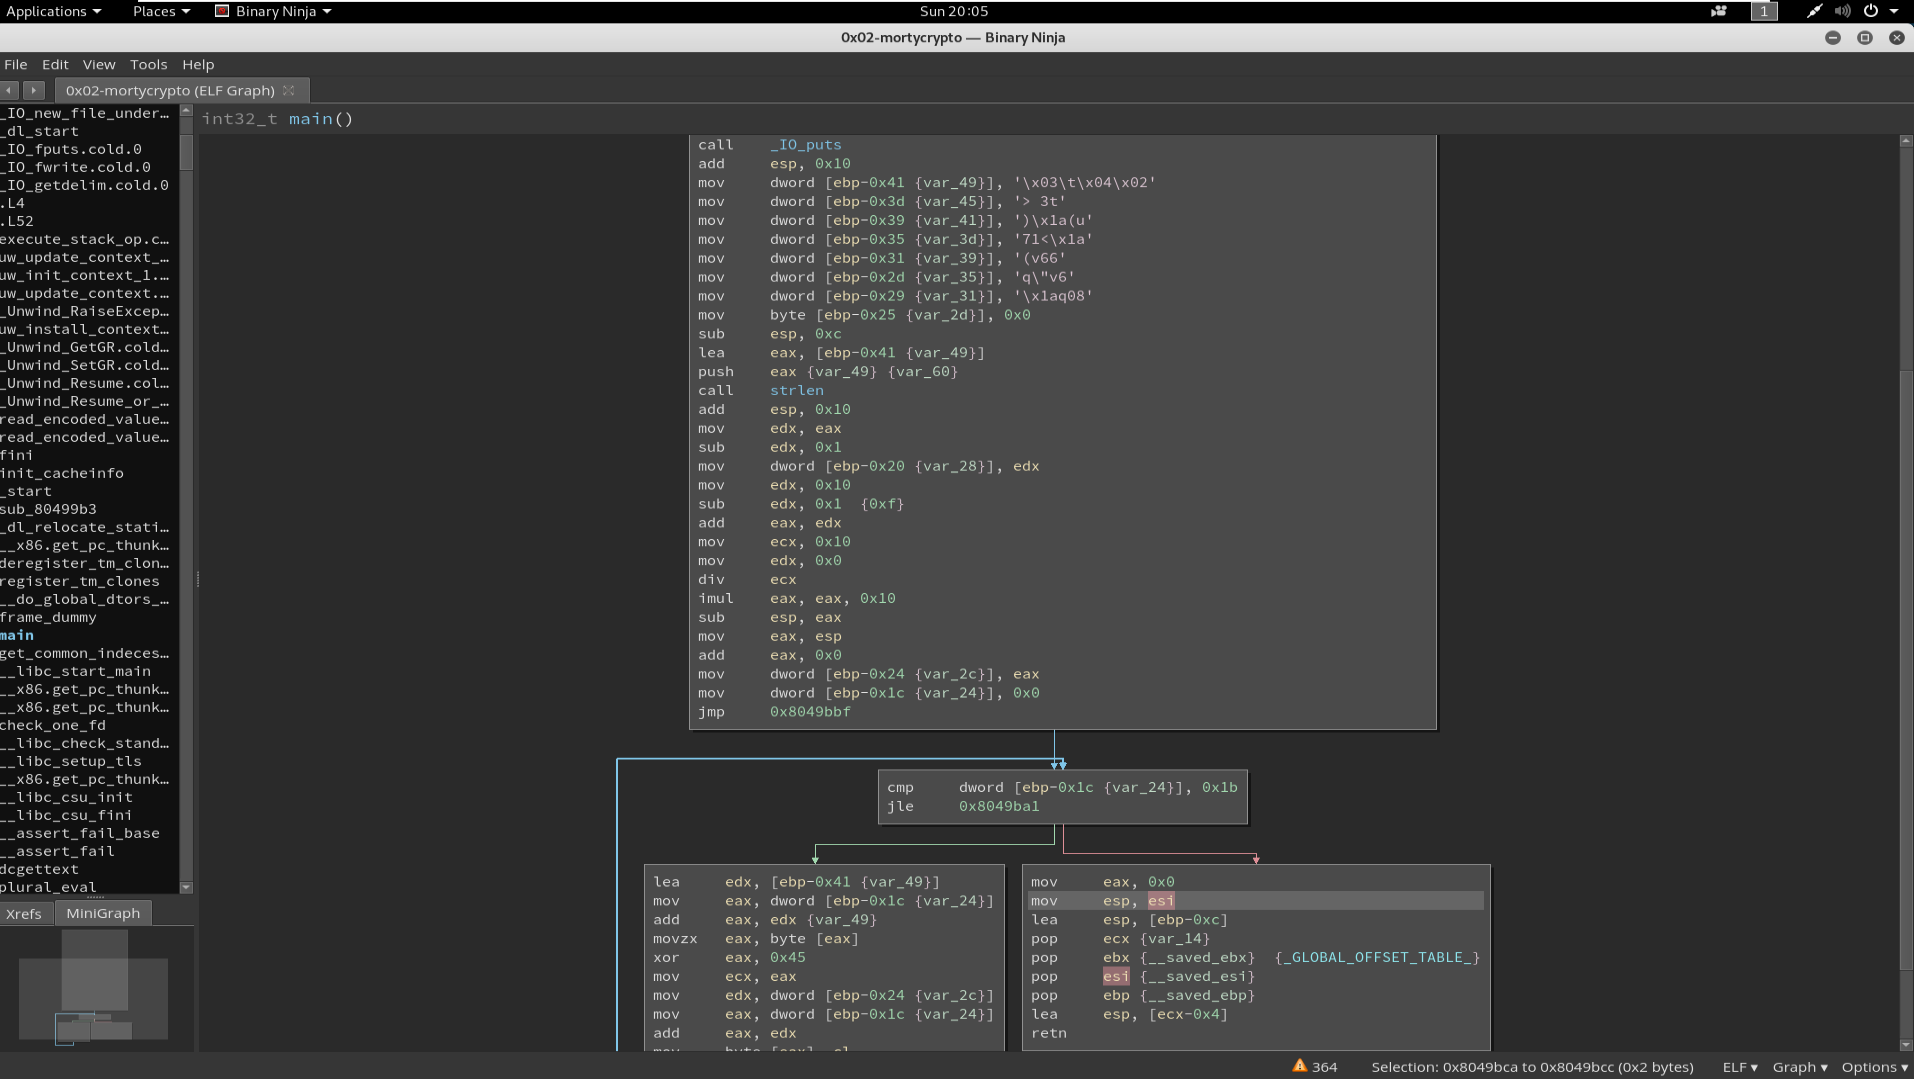 Applications Places Binary Ninja Sun 20:05 1
0x02-mortycrypto — Binary Ninja
File Edit View Tools Help
0x02-mortycrypto (ELF Graph)
int32_t main()
_IO_new_file_under…
_dl_start
_IO_fputs.cold.0
_IO_fwrite.cold.0
_IO_getdelim.cold.0
.L4
.L52
execute_stack_op.c…
uw_update_context_…
uw_init_context_1.…
uw_update_context.…
_Unwind_RaiseExcep…
uw_install_context…
_Unwind_GetGR.cold…
_Unwind_SetGR.cold…
_Unwind_Resume.col…
_Unwind_Resume_or_…
read_encoded_value…
read_encoded_value…
fini
init_cacheinfo
_start
sub_80499b3
_dl_relocate_stati…
__x86.get_pc_thunk…
deregister_tm_clon…
register_tm_clones
__do_global_dtors_…
frame_dummy
main
get_common_indeces…
__libc_start_main
__x86.get_pc_thunk…
__x86.get_pc_thunk…
check_one_fd
__libc_check_stand…
__libc_setup_tls
__x86.get_pc_thunk…
__libc_csu_init
__libc_csu_fini
__assert_fail_base
__assert_fail
dcgettext
plural_eval
Xrefs MiniGraph
call _IO_puts
add esp, 0x10
mov dword [ebp-0x41 {var_49}], '\x03\t\x04\x02'
mov dword [ebp-0x3d {var_45}], '> 3t'
mov dword [ebp-0x39 {var_41}], ')\x1a(u'
mov dword [ebp-0x35 {var_3d}], '71<\x1a'
mov dword [ebp-0x31 {var_39}], '(v66'
mov dword [ebp-0x2d {var_35}], 'q\"v6'
mov dword [ebp-0x29 {var_31}], '\x1aq08'
mov byte [ebp-0x25 {var_2d}], 0x0
sub esp, 0xc
lea eax, [ebp-0x41 {var_49}]
push eax {var_49} {var_60}
call strlen
add esp, 0x10
mov edx, eax
sub edx, 0x1
mov dword [ebp-0x20 {var_28}], edx
mov edx, 0x10
sub edx, 0x1 {0xf}
add eax, edx
mov ecx, 0x10
mov edx, 0x0
div ecx
imul eax, eax, 0x10
sub esp, eax
mov eax, esp
add eax, 0x0
mov dword [ebp-0x24 {var_2c}], eax
mov dword [ebp-0x1c {var_24}], 0x0
jmp 0x8049bbf
cmp dword [ebp-0x1c {var_24}], 0x1b
jle 0x8049ba1
lea edx, [ebp-0x41 {var_49}]
mov eax, dword [ebp-0x1c {var_24}]
add eax, edx {var_49}
movzx eax, byte [eax]
xor eax, 0x45
mov ecx, eax
mov edx, dword [ebp-0x24 {var_2c}]
mov eax, dword [ebp-0x1c {var_24}]
add eax, edx
mov byte [eax], cl
mov eax, 0x0
mov esp, esi
lea esp, [ebp-0xc]
pop ecx {var_14}
pop ebx {__saved_ebx} {_GLOBAL_OFFSET_TABLE_}
pop esi {__saved_esi}
pop ebp {__saved_ebp}
lea esp, [ecx-0x4]
retn
364 Selection: 0x8049bca to 0x8049bcc (0x2 bytes) ELF Graph Options